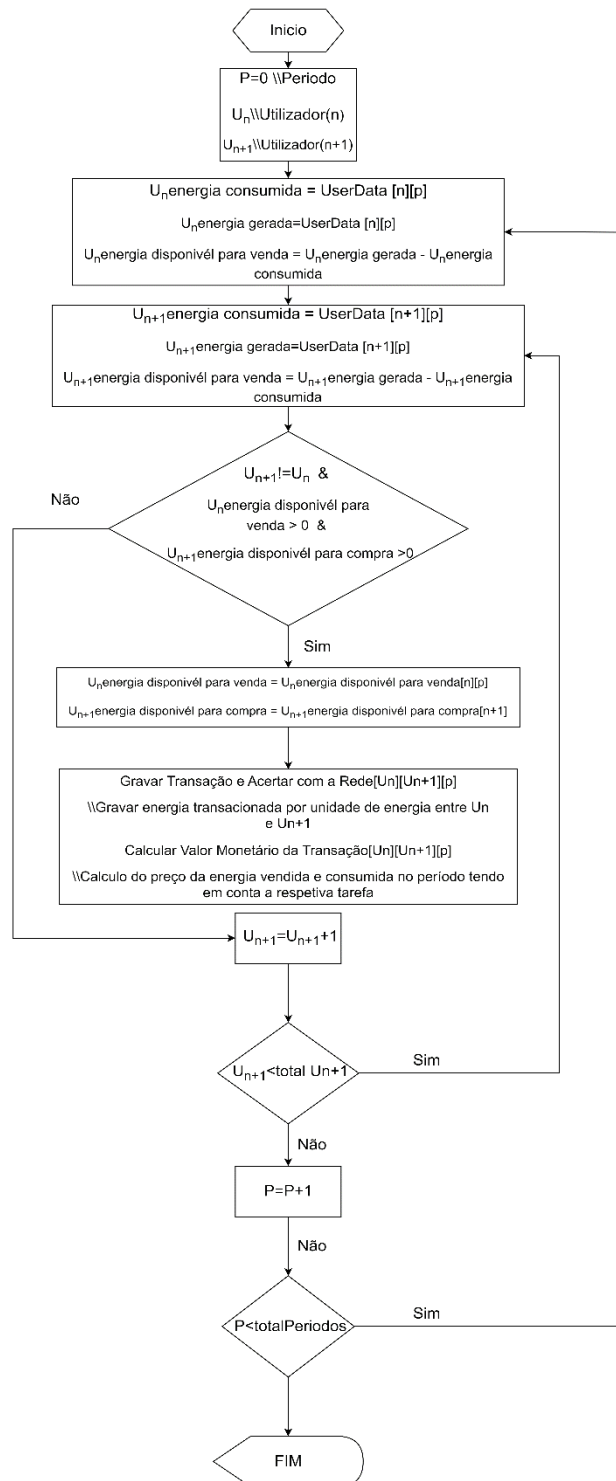 Inicio
P=0 \\Periodo
Uₙ\\Utilizador(n)
Uₙ₊₁\\Utilizador(n+1)
Uₙenergia consumida = UserData [n][p]
Uₙenergia gerada=UserData [n][p]
Uₙenergia disponivél para venda = Uₙenergia gerada - Uₙenergia
consumida
Uₙ₊₁energia consumida = UserData [n+1][p]
Uₙ₊₁energia gerada=UserData [n+1][p]
Uₙ₊₁energia disponivél para venda = Uₙ₊₁energia gerada - Uₙ₊₁energia
consumida
Uₙ₊₁!=Uₙ &
Não
Uₙenergia disponivél para
venda > 0 &
Uₙ₊₁energia disponivél para compra >0
Sim
Uₙenergia disponivél para venda = Uₙenergia disponivél para venda[n][p]
Uₙ₊₁energia disponivél para compra = Uₙ₊₁energia disponivél para compra[n+1]
Gravar Transação e Acertar com a Rede[Un][Un+1][p]
\\Gravar energia transacionada por unidade de energia entre Un
e Un+1
Calcular Valor Monetário da Transação[Un][Un+1][p]
\\Calculo do preço da energia vendida e consumida no período tendo
em conta a respetiva tarefa
Uₙ₊₁=Uₙ₊₁+1
Uₙ₊₁<total Un+1
Sim
Não
P=P+1
Não
P<totalPeriodos
Sim
FIM